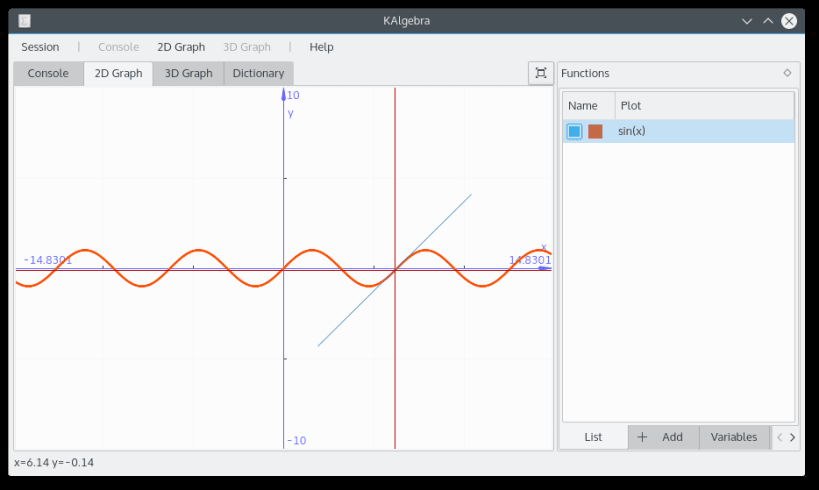 KAlgebra
Session | Console 2D Graph 3D Graph | Help
Console 2D Graph 3D Graph Dictionary
Functions
Name Plot
sin(x)
10
y
x
-14.8301 14.8301
-10
List + Add Variables
x=6.14 y=-0.14